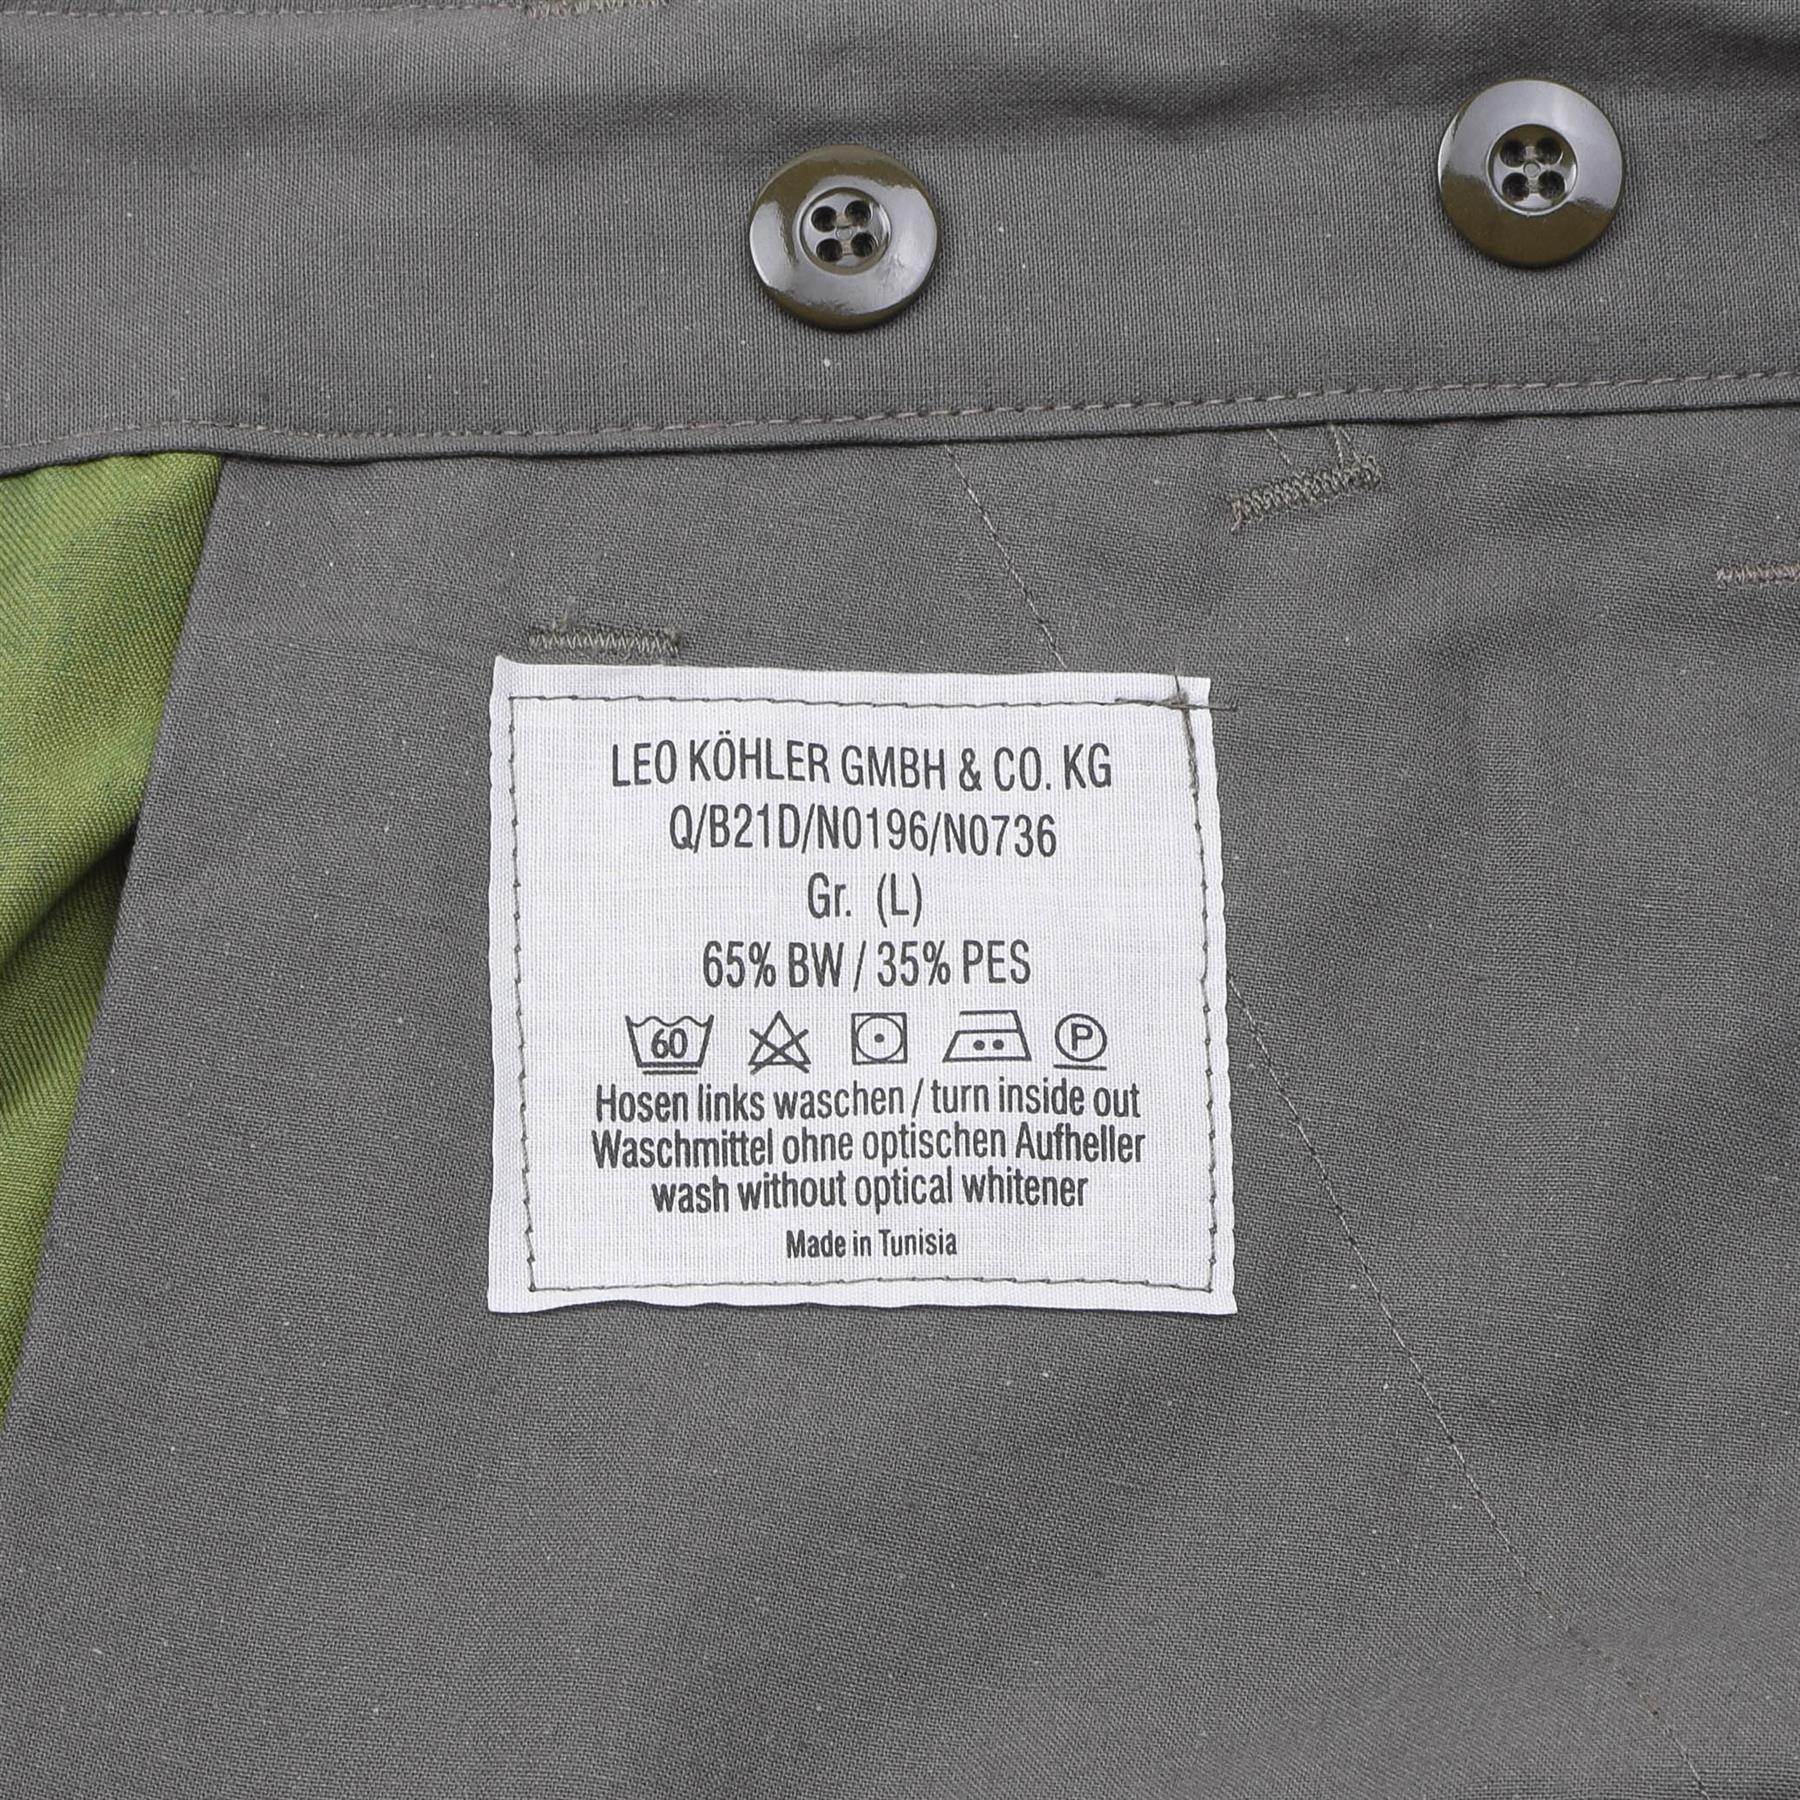 LEO KÖHLER GMBH & CO. KG
Q/B21D/N0196/N0736
Gr. (L)
65% BW / 35% PES
60 P
Hosen links waschen / turn inside out
Waschmittel ohne optischen Aufheller
wash without optical whitener
Made in Tunisia